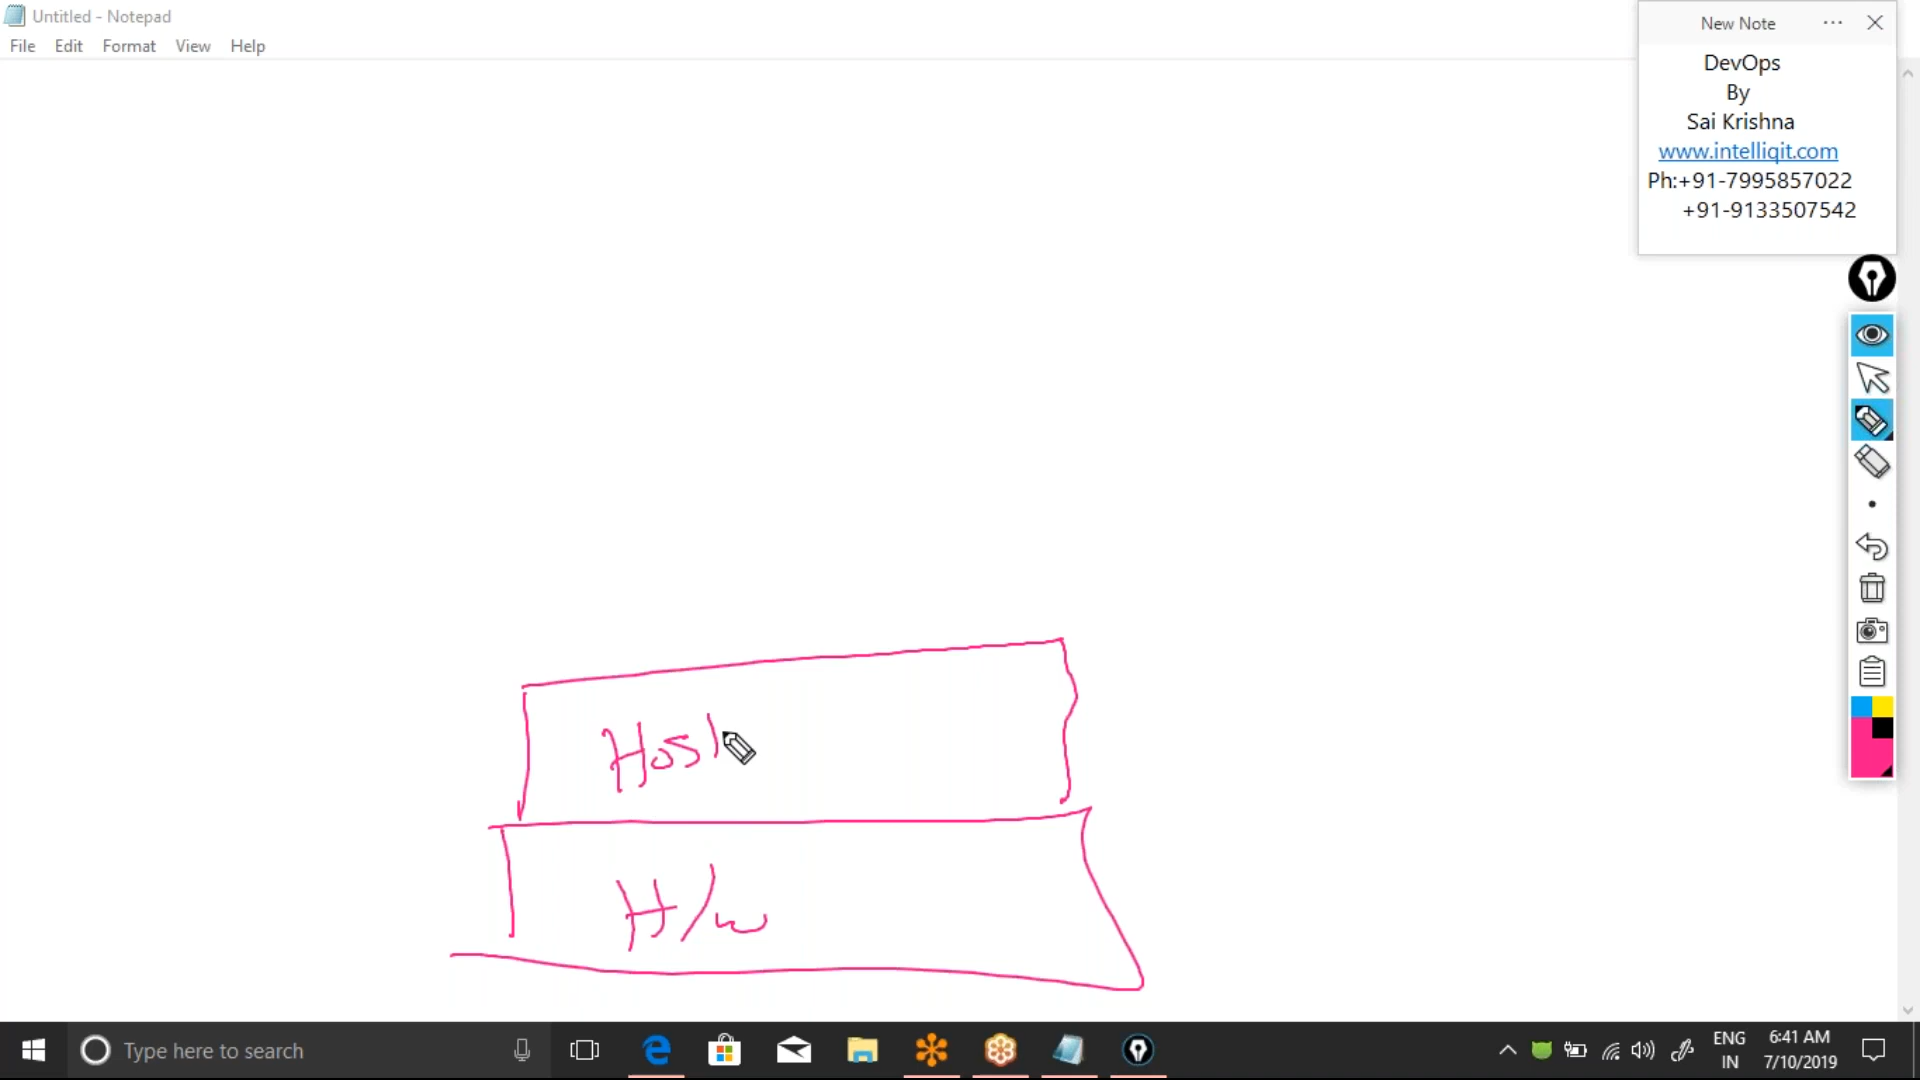 Untitled - Notepad
File Edit Format View Help
New Note
DevOps
By
Sai Krishna
www.intelliqit.com
Ph:+91-7995857022
+91-9133507542
H/w
Type here to search
ENG
IN
6:41 AM
7/10/2019